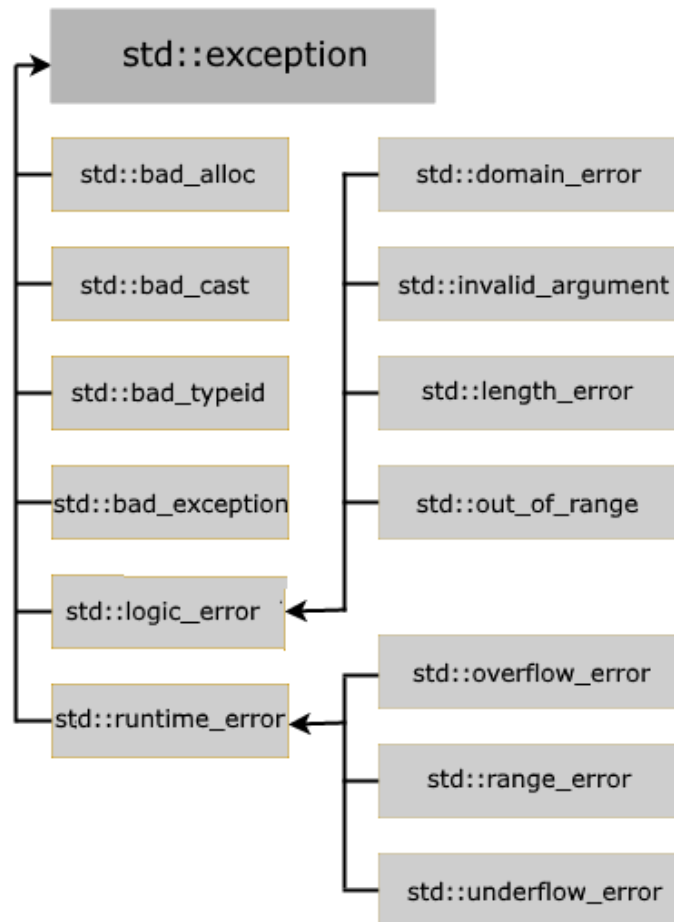 std::exception
std::bad_alloc
std::bad_cast
std::bad_typeid
std::bad_exception
std::logic_error
std::runtime_error
std::domain_error
std::invalid_argument
std::length_error
std::out_of_range
std::overflow_error
std::range_error
std::underflow_error